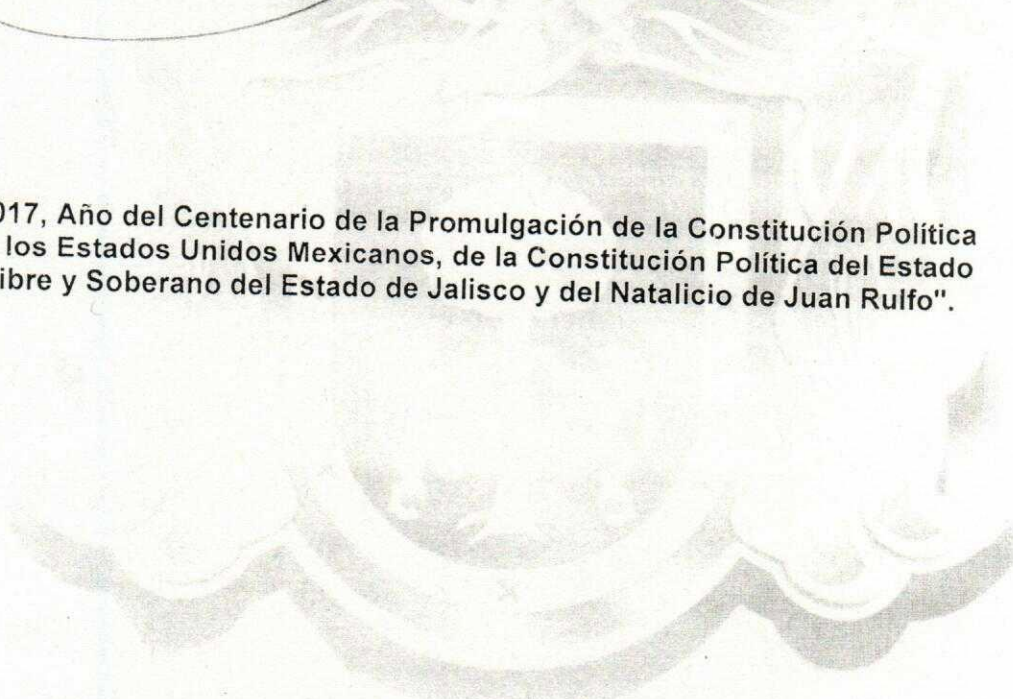 017, Año del Centenario de la Promulgación de la Constitución Política
los Estados Unidos Mexicanos, de la Constitución Política del Estado
ibre y Soberano del Estado de Jalisco y del Natalicio de Juan Rulfo".